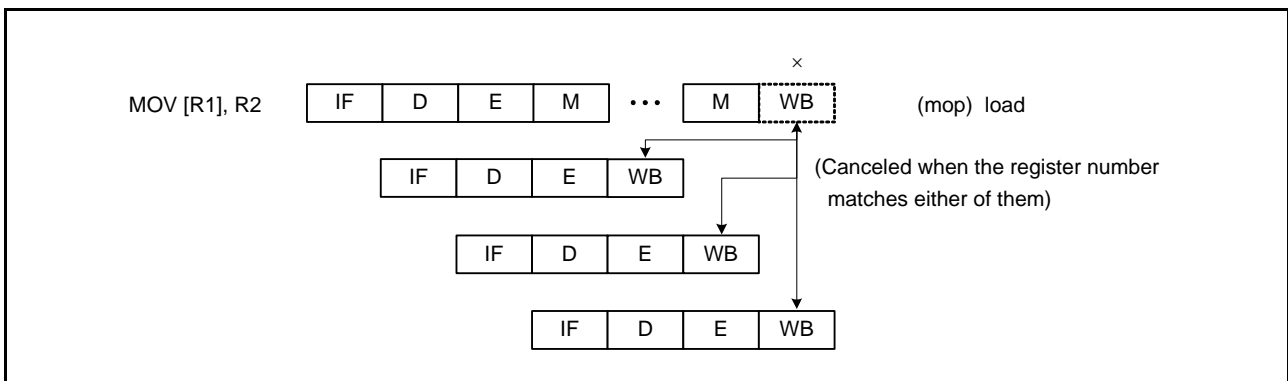 ×
MOV [R1], R2 IF D E M ··· M WB (mop) load
IF D E WB (Canceled when the register number
matches either of them)
IF D E WB
IF D E WB